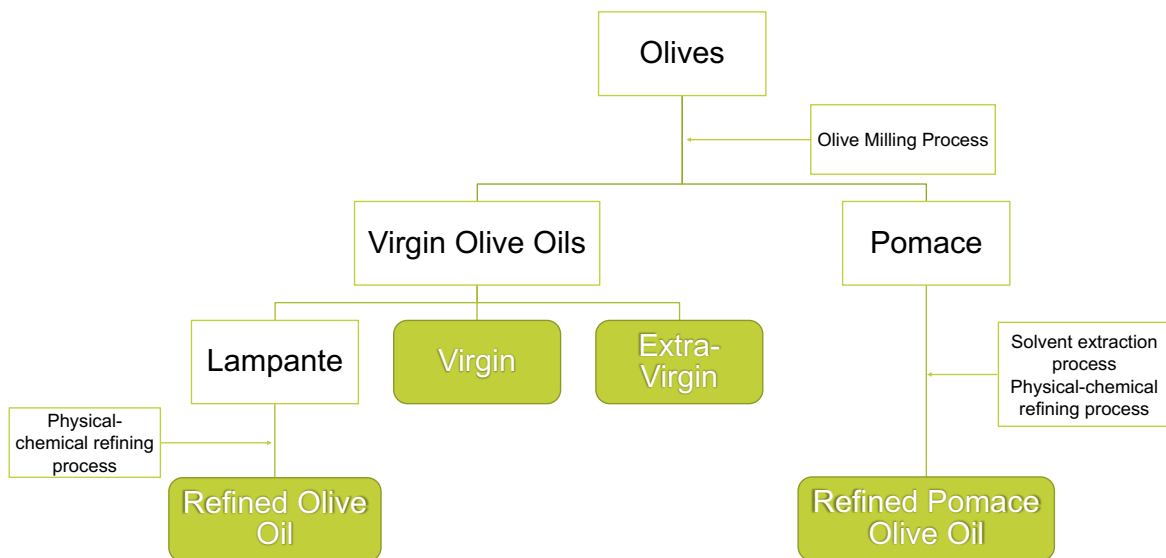 Olives
Olive Milling Process
Virgin Olive Oils
Pomace
Lampante
Virgin
Extra-
Virgin
Solvent extraction
process
Physical-chemical
refining process
Physical-
chemical refining
process
Refined Olive
Oil
Refined Pomace
Olive Oil